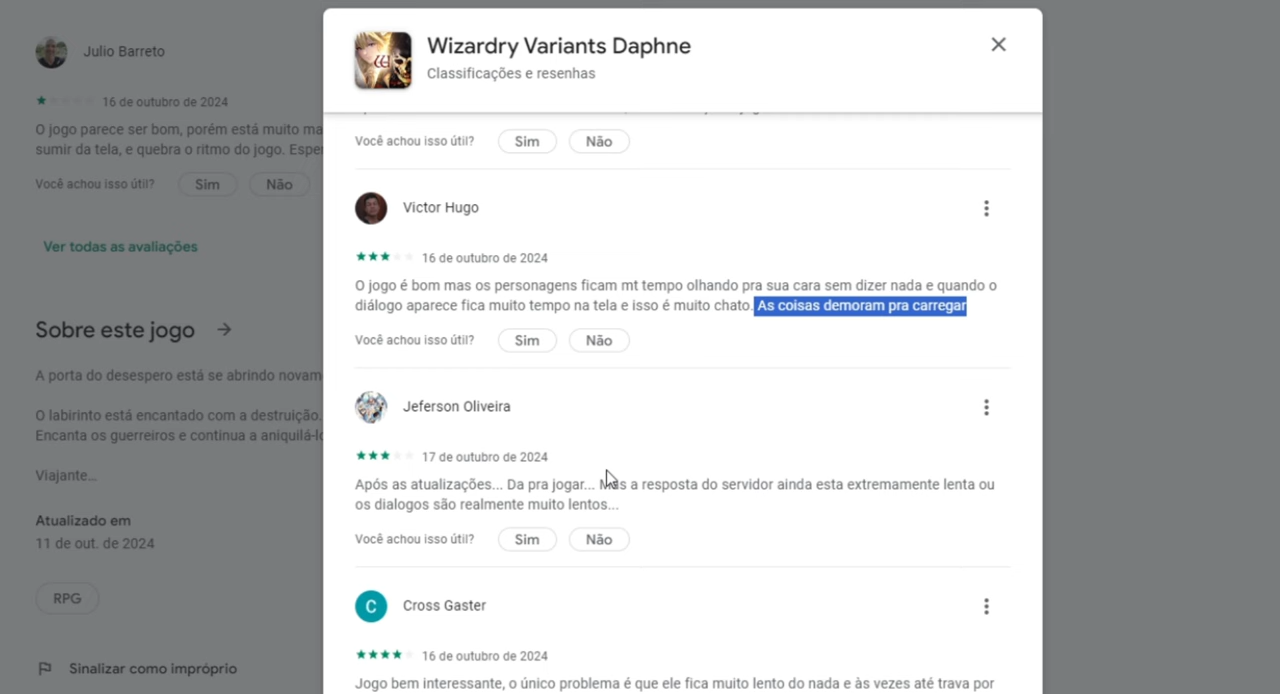 Julio Barreto
16 de outubro de 2024
O jogo parece ser bom, porém está muito ma
sumir da tela, e quebra o ritmo do jogo. Esper
Você achou isso útil? Sim Não
Ver todas as avaliações
Sobre este jogo
A porta do desespero está se abrindo novam
O labirinto está encantado com a destruição.
Encanta os guerreiros e continua a aniquilá-lo
Viajante...
Atualizado em
11 de out. de 2024
RPG
Sinalizar como impróprio
Wizardry Variants Daphne
Classificações e resenhas
Você achou isso útil? Sim Não
Victor Hugo
16 de outubro de 2024
O jogo é bom mas os personagens ficam mt tempo olhando pra sua cara sem dizer nada e quando o
diálogo aparece fica muito tempo na tela e isso é muito chato. As coisas demoram pra carregar
Você achou isso útil? Sim Não
Jeferson Oliveira
17 de outubro de 2024
Após as atualizações... Da pra jogar... Mas a resposta do servidor ainda esta extremamente lenta ou
os dialogos são realmente muito lentos...
Você achou isso útil? Sim Não
C
Cross Gaster
16 de outubro de 2024
Jogo bem interessante, o único problema é que ele fica muito lento do nada e às vezes até trava por